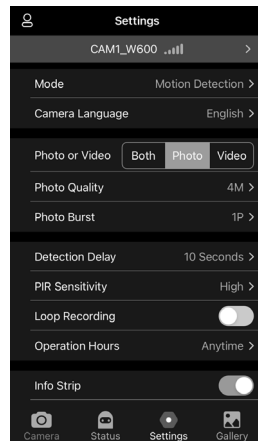 Settings
CAM1_W600
Mode Motion Detection
Camera Language English
Photo or Video Both Photo Video
Photo Quality 4M
Photo Burst 1P
Detection Delay 10 Seconds
PIR Sensitivity High
Loop Recording
Operation Hours Anytime
Info Strip
Camera Status Settings Gallery